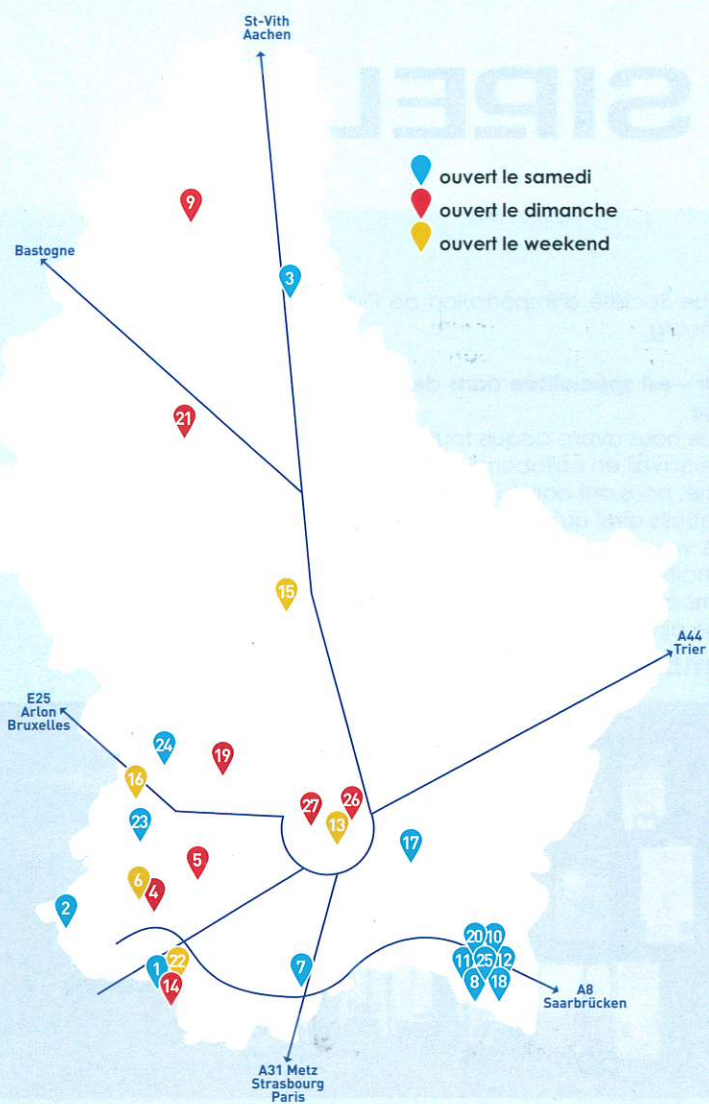 St-Vith
Aachen
SIPEL
ouvert le samedi
ouvert le dimanche
ouvert le weekend
9
Bastogne
3
21
15
A44
Trier
E25
Arlon
Bruxelles
24
19
16
27
26
13
23
17
5
6
4
2
20
10
22
1
7
11
25
12
14
8
18
A8
Saarbrücken
A31 Metz
Strasbourg
Paris